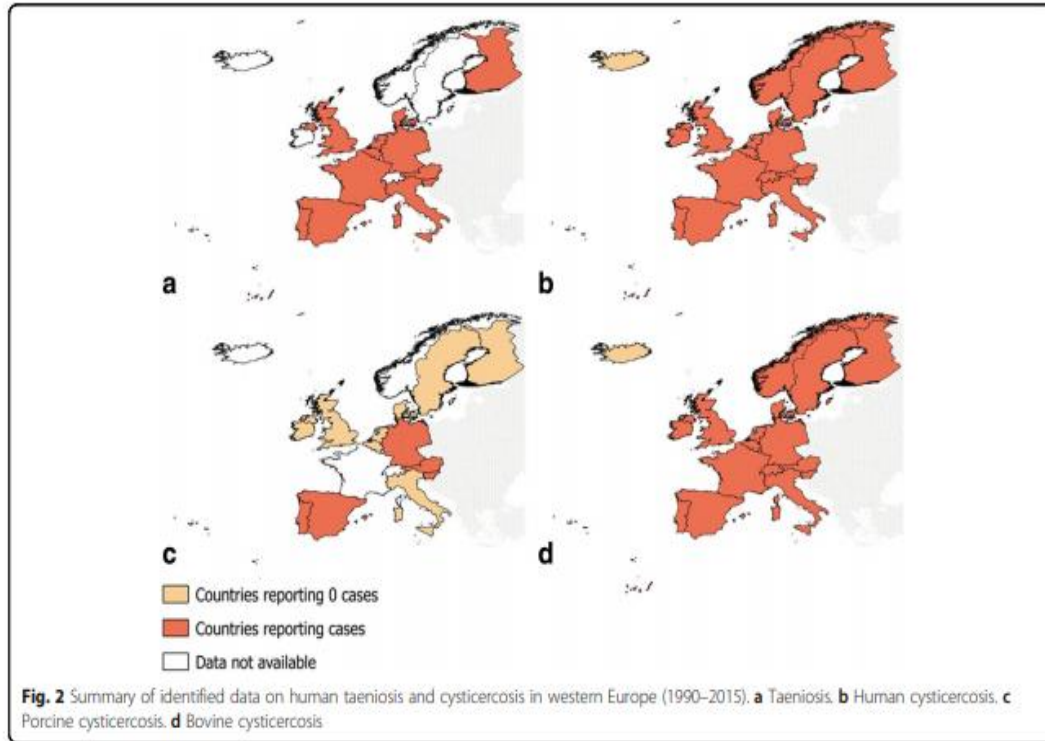 a
b
c
d
Countries reporting 0 cases
Countries reporting cases
Data not available
Fig. 2 Summary of identified data on human taeniosis and cysticercosis in western Europe (1990–2015). a Taeniosis. b Human cysticercosis. c
Porcine cysticercosis. d Bovine cysticercosis